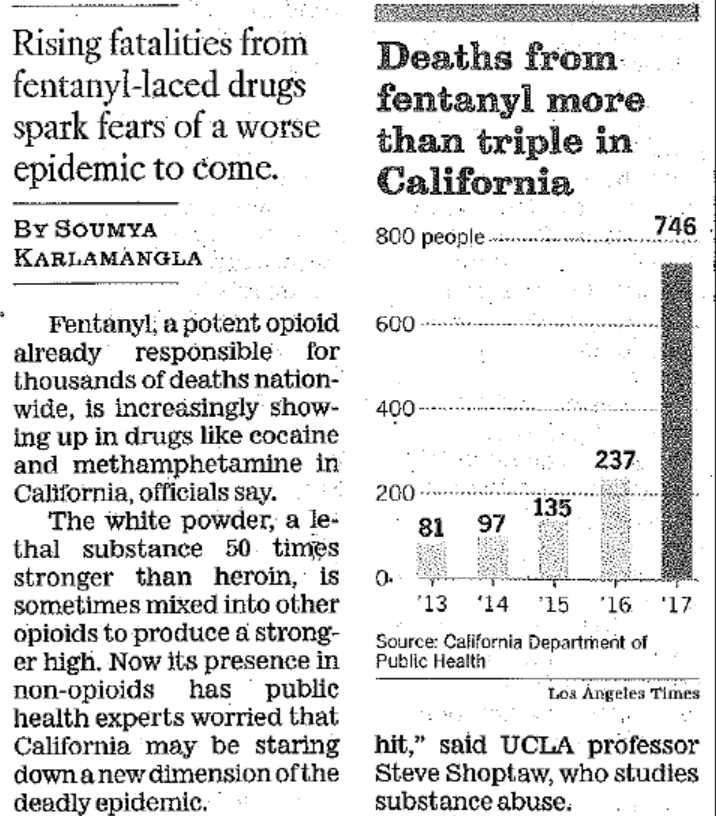 Rising fatalities from
fentanyl-laced drugs
spark fears of a worse
epidemic to come.
BY SOUMYA
KARLAMANGLA
Fentanyl, a potent opioid
already responsible for
thousands of deaths nation-
wide, is increasingly show-
ing up in drugs like cocaine
and methamphetamine in
California, officials say.
The white powder, a le-
thal substance 50 times
stronger than heroin, is
sometimes mixed into other
opioids to produce a strong-
er high. Now its presence in
non-opioids has public
health experts worried that
California may be staring
down a new dimension of the
deadly epidemic.
Deaths from
fentanyl more
than triple in
California
746
800 people
600
400
237
200
135
97
81
0
'13 '14 '15 '16 '17
Source: California Department of
Public Health
Los Angeles Times
hit,” said UCLA professor
Steve Shoptaw, who studies
substance abuse.